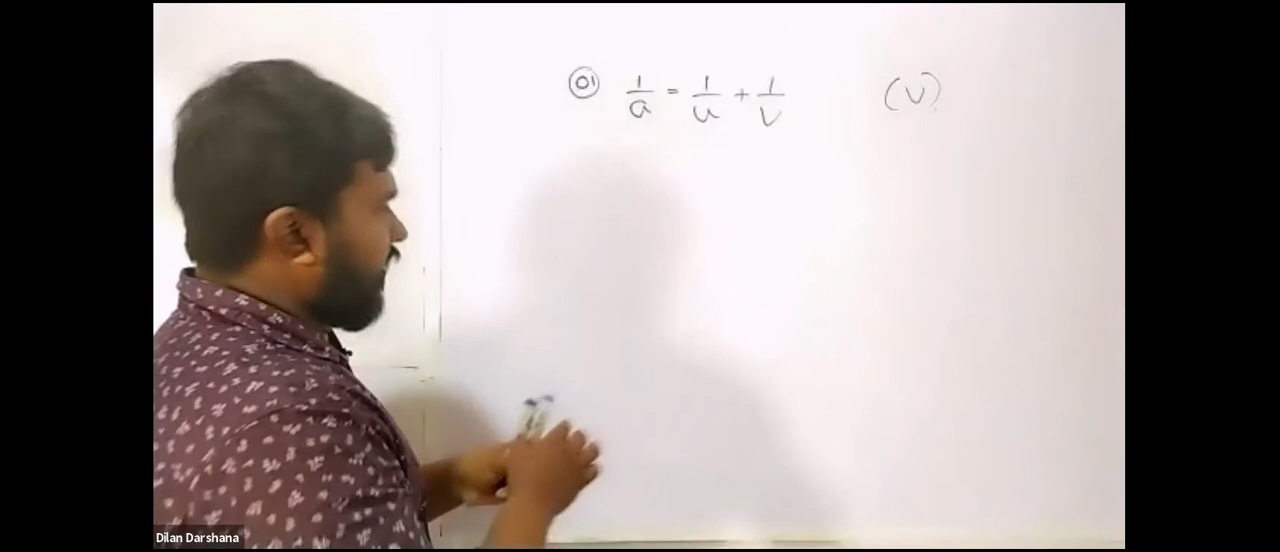 01 1/a = 1/u + 1/v (v)
Dilan Darshana